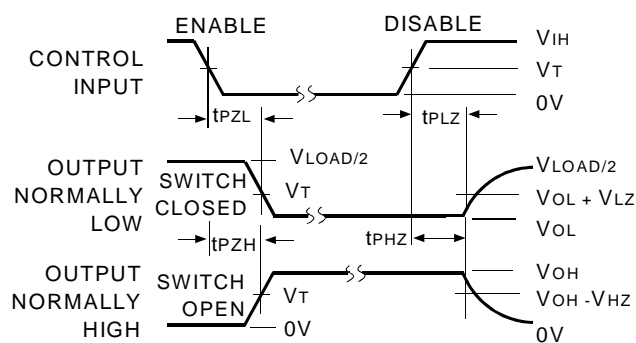 ENABLE
DISABLE
CONTROL
INPUT
VIH
VT
0V
tPZL
tPLZ
OUTPUT
NORMALLY
LOW
SWITCH
CLOSED
VLOAD/2
VT
VLOAD/2
VOL + VLZ
VOL
tPZH
tPHZ
OUTPUT
NORMALLY
HIGH
SWITCH
OPEN
VT
0V
VOH
VOH -VHZ
0V